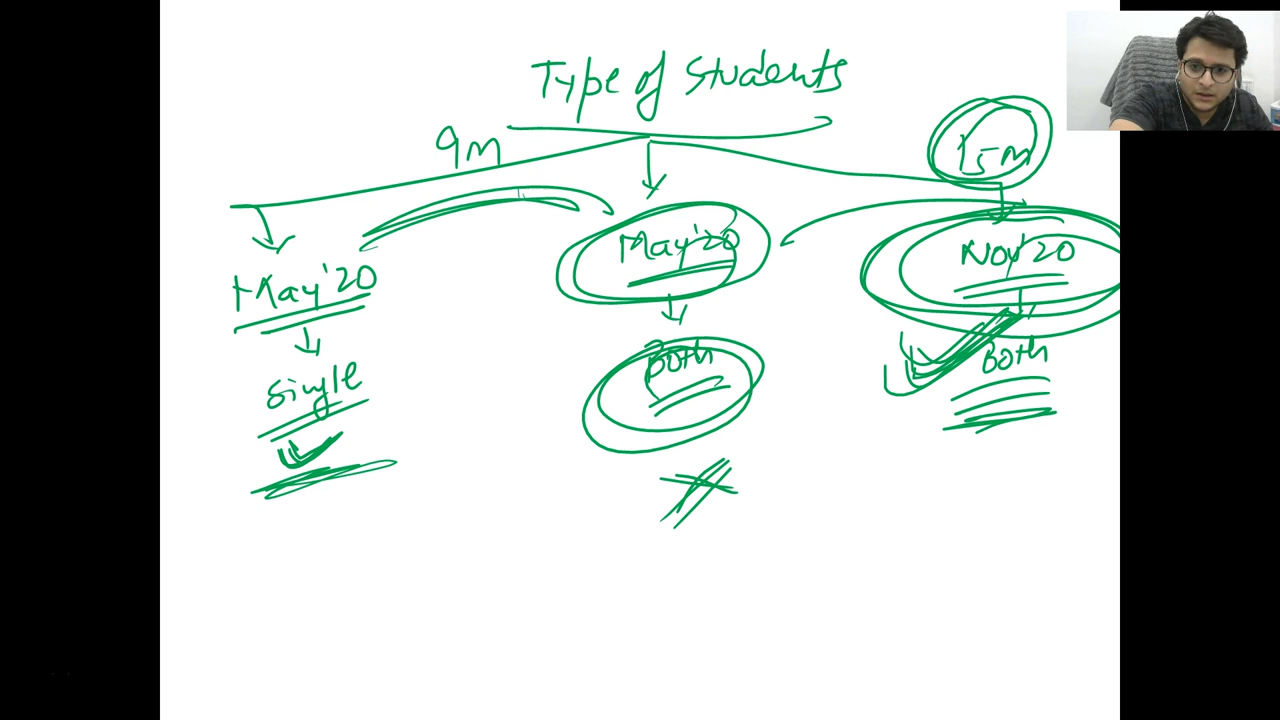 Type of Students
9m
15m
May'20
May'20
Nov'20
Single
Both
Both